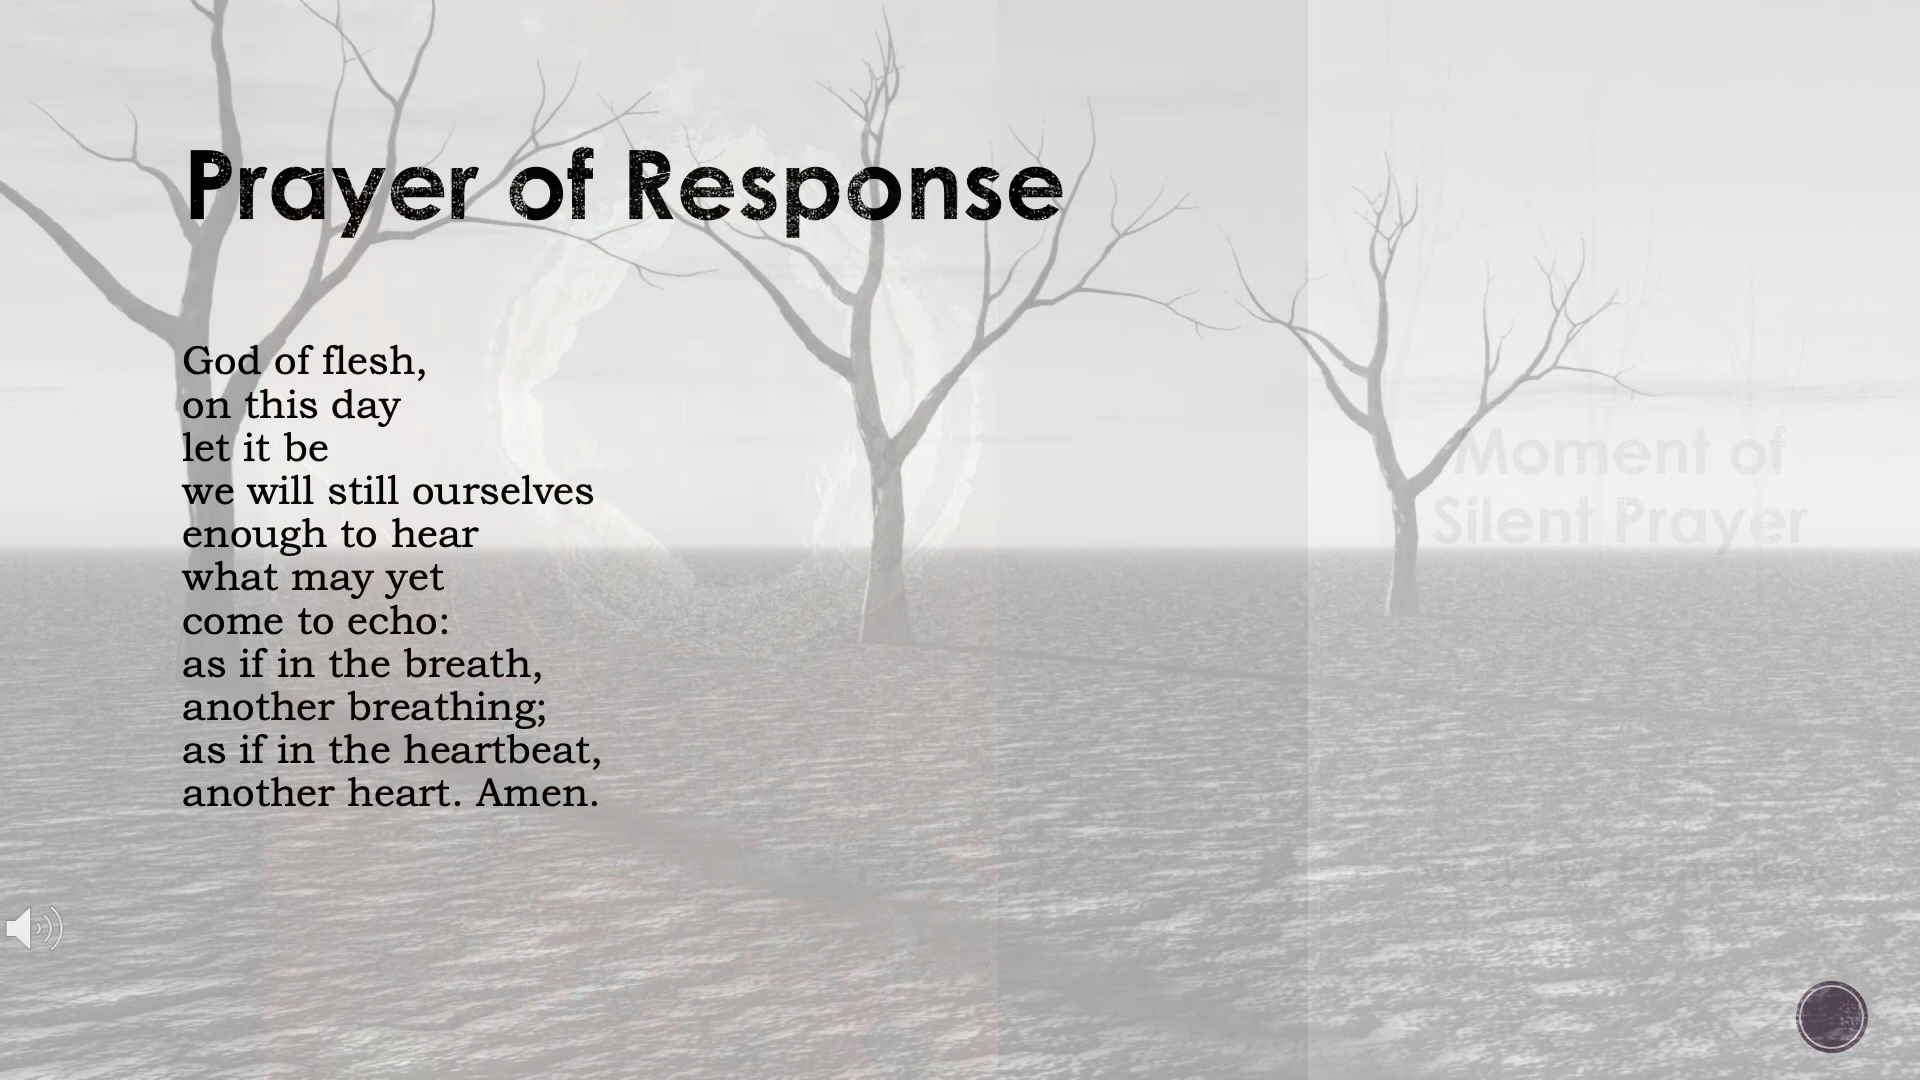 Prayer of Response
God of flesh,
on this day
let it be
we will still ourselves
enough to hear
what may yet
come to echo:
as if in the breath,
another breathing;
as if in the heartbeat,
another heart. Amen.
Moment of
Silent Prayer